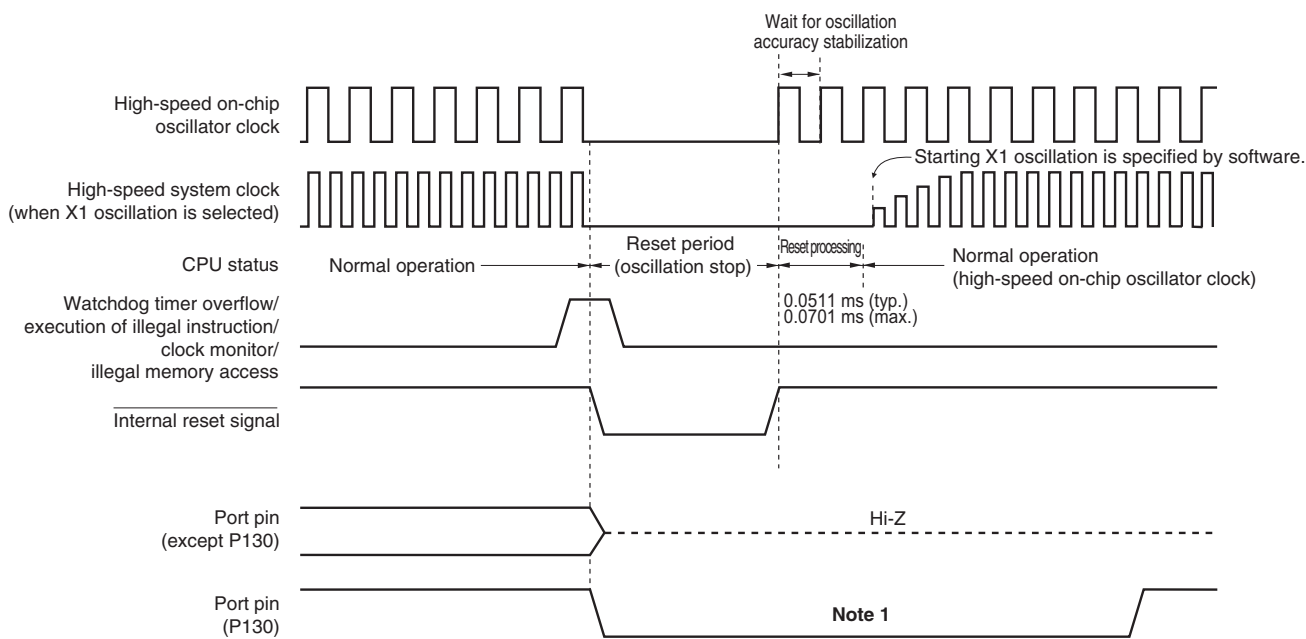 Wait for oscillation
accuracy stabilization
High-speed on-chip
oscillator clock
Starting X1 oscillation is specified by software.
High-speed system clock
(when X1 oscillation is selected)
CPU status
Normal operation
Reset period
(oscillation stop)
Reset processing
Normal operation
(high-speed on-chip oscillator clock)
0.0511 ms (typ.)
0.0701 ms (max.)
Watchdog timer overflow/
execution of illegal instruction/
clock monitor/
illegal memory access
Internal reset signal
Port pin
(except P130)
Hi-Z
Port pin
(P130)
Note 1